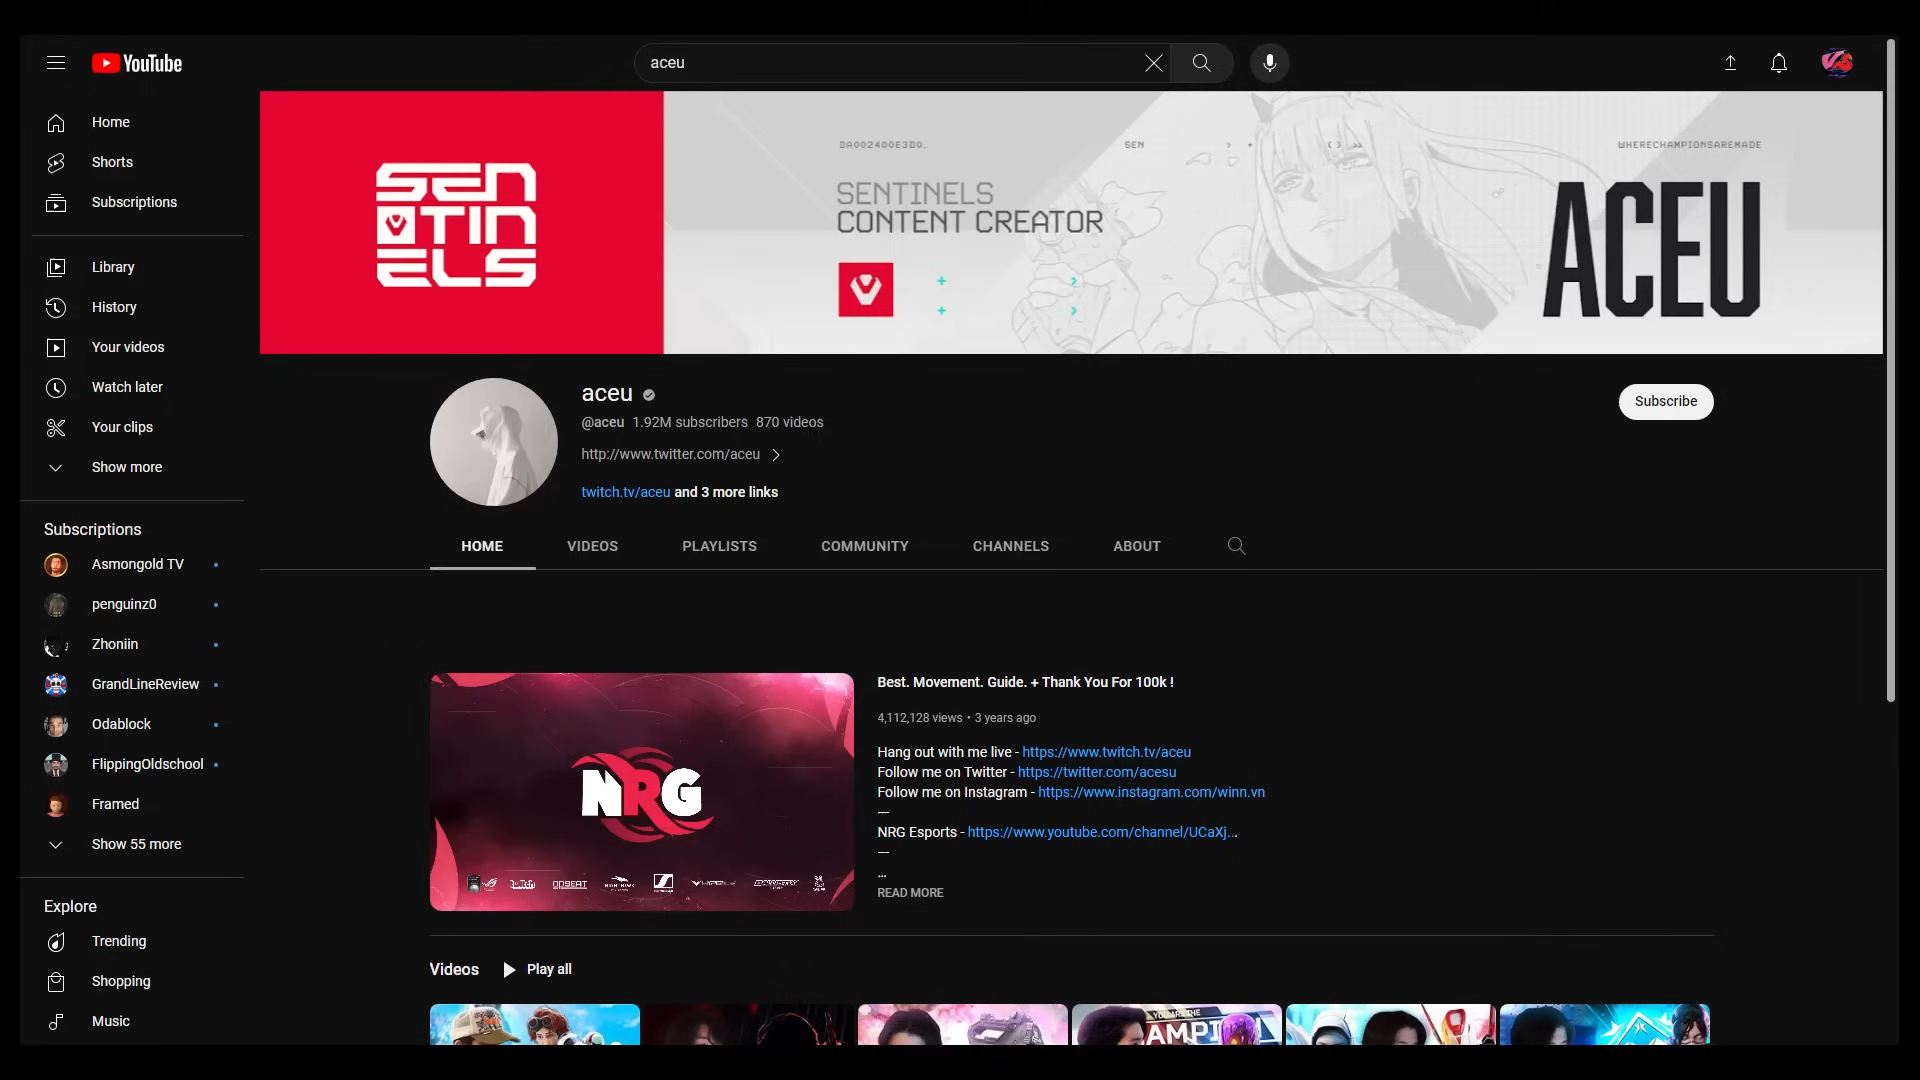 YouTube
aceu
Home
Shorts
Subscriptions
Library
History
Your videos
Watch later
Your clips
Show more
Subscriptions
Asmongold TV
penguinz0
Zhoniin
GrandLineReview
Odablock
FlippingOldschool
Framed
Show 55 more
Explore
Trending
Shopping
Music
SEN
TIN
ELS
DA002400E3D0..
SEN
WHERECHAMPIONSAREMADE
SENTINELS
CONTENT CREATOR
ACEU
aceu
@aceu 1.92M subscribers 870 videos
http://www.twitter.com/aceu
twitch.tv/aceu and 3 more links
Subscribe
HOME VIDEOS PLAYLISTS COMMUNITY CHANNELS ABOUT
NRG
twitch
Best. Movement. Guide. + Thank You For 100k !
4,112,128 views • 3 years ago
Hang out with me live - https://www.twitch.tv/aceu
Follow me on Twitter - https://twitter.com/acesu
Follow me on Instagram - https://www.instagram.com/winn.vn
—
NRG Esports - https://www.youtube.com/channel/UCaXj...
—
...
READ MORE
Videos Play all
YOU ARE THE